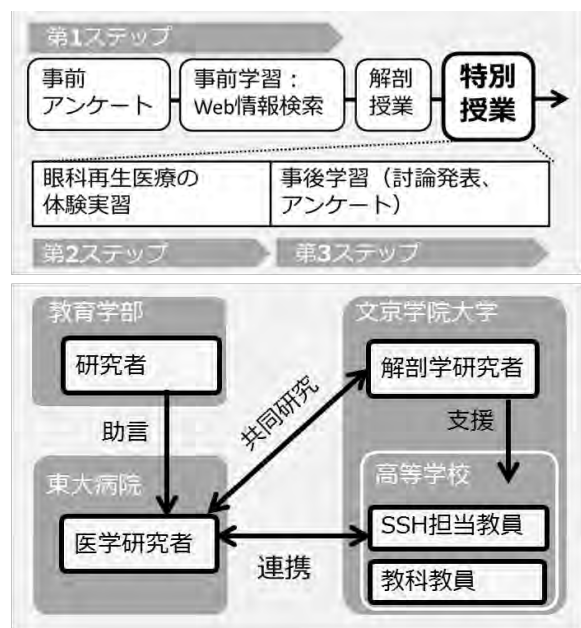 第1ステップ
事前
アンケート
事前学習：
Web情報検索
解剖
授業
特別
授業
眼科再生医療の
体験実習
事後学習（討論発表、
アンケート）
第2ステップ
第3ステップ
教育学部
研究者
助言
東大病院
医学研究者
共同研究
連携
文京学院大学
解剖学研究者
支援
高等学校
SSH担当教員
教科教員